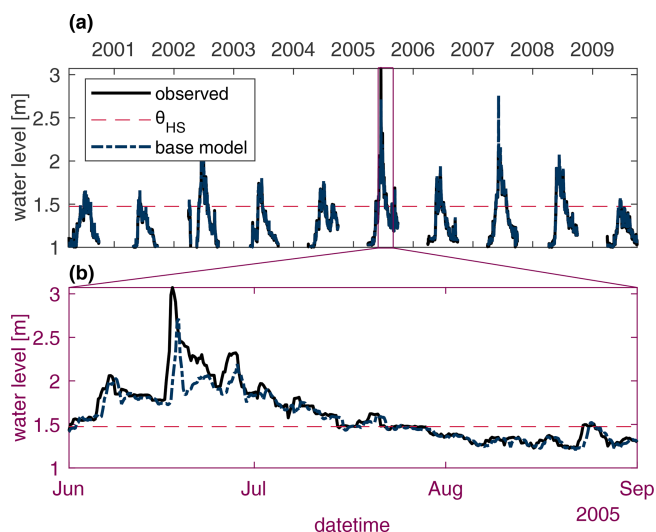 (a)
2001 2002 2003 2004 2005 2006 2007 2008 2009
3
2.5
2
1.5
1
water level [m]
observed
θHS
base model
(b)
3
2.5
2
1.5
1
water level [m]
Jun Jul Aug Sep
2005
datetime